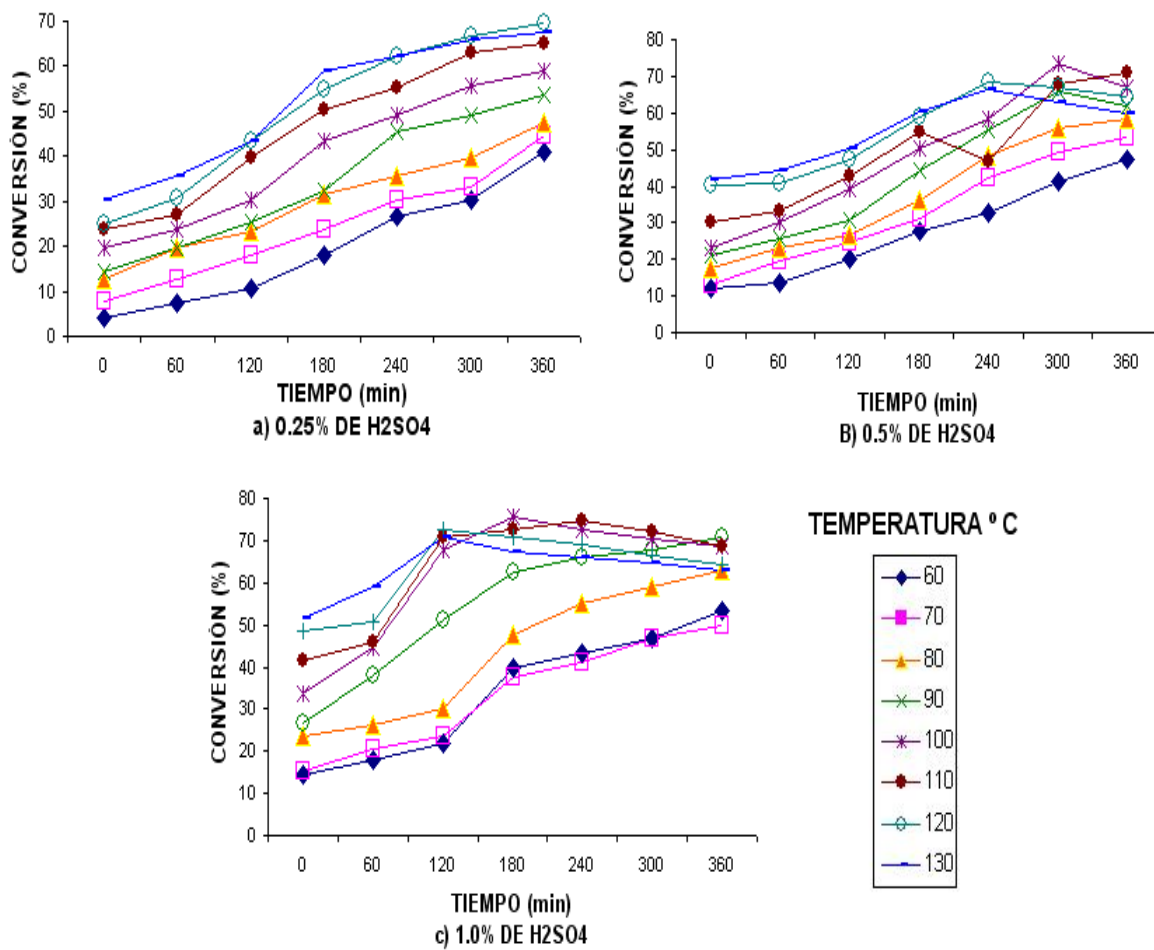 70
60
50
40
30
20
10
0
CONVERSIÓN (%)
0 60 120 180 240 300 360
TIEMPO (min)
a) 0.25% DE H2SO4
80
70
60
50
40
30
20
10
0
CONVERSIÓN (%)
0 60 120 180 240 300 360
TIEMPO (min)
B) 0.5% DE H2SO4
80
70
60
50
40
30
20
10
0
CONVERSIÓN (%)
0 60 120 180 240 300 360
TIEMPO (min)
c) 1.0% DE H2SO4
TEMPERATURA º C
60
70
80
90
100
110
120
130